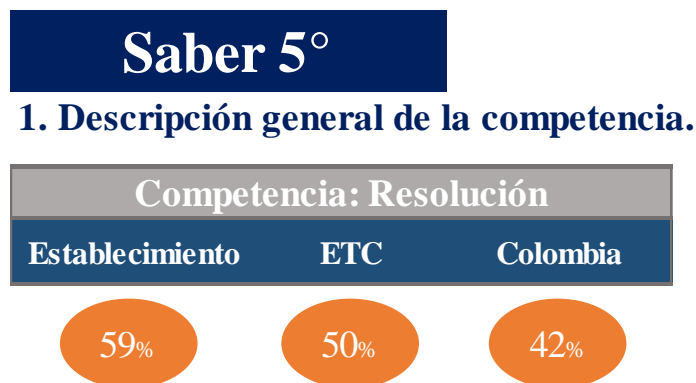 Saber 5°
1. Descripción general de la competencia.
Competencia: Resolución
Establecimiento ETC Colombia
59% 50% 42%